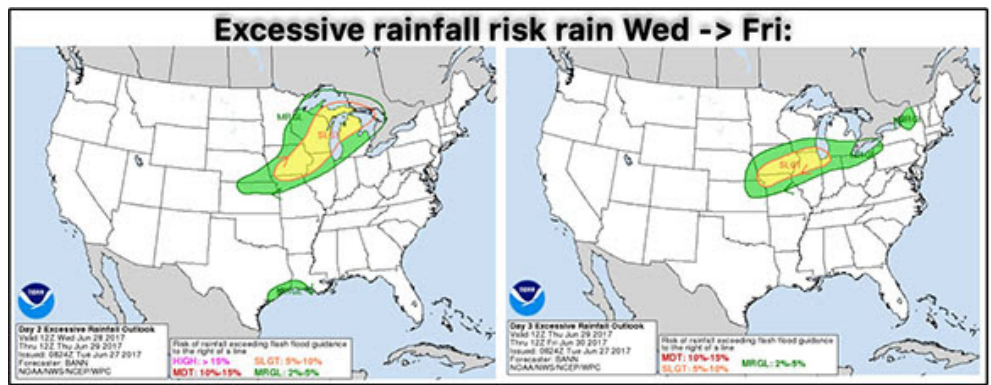 Excessive rainfall risk rain Wed -> Fri:
MRGL
SLGT
Day 2 Excessive Rainfall Outlook
Valid 12Z Wed Jun 28 2017
Thru 12Z Thu Jun 29 2017
Issued: 0824Z Tue Jun 27 2017
Forecaster: BANN
NOAA/NWS/NCEP/WPC
Risk of rainfall exceeding flash flood guidance
to the right of a line
HIGH: > 15% SLGT: 5%-10%
MDT: 10%-15% MRGL: 2%-5%
SLGT
MRGL
Day 3 Excessive Rainfall Outlook
Valid 12Z Thu Jun 29 2017
Thru 12Z Fri Jun 30 2017
Issued: 0824Z Tue Jun 27 2017
Forecaster: BANN
NOAA/NWS/NCEP/WPC
Risk of rainfall exceeding flash flood guidance
to the right of a line
MDT: 10%-15% MRGL: 2%-5%
SLGT: 5%-10%